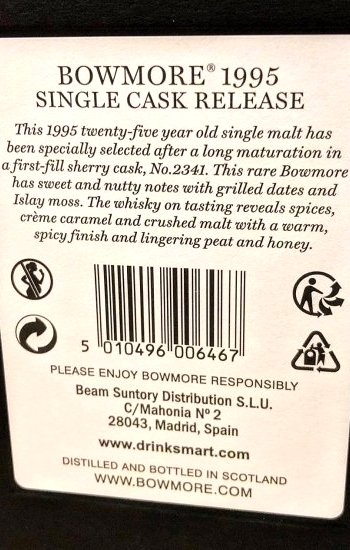 BOWMORE® 1995
SINGLE CASK RELEASE
This 1995 twenty-five year old single malt has
been specially selected after a long maturation in
a first-fill sherry cask, No.2341. This rare Bowmore
has sweet and nutty notes with grilled dates and
Islay moss. The whisky on tasting reveals spices,
crème caramel and crushed malt with a warm,
spicy finish and lingering peat and honey.
5 010496 006467
PLEASE ENJOY BOWMORE RESPONSIBLY
Beam Suntory Distribution S.L.U.
C/Mahonia Nº 2
28043, Madrid, Spain
www.drinksmart.com
DISTILLED AND BOTTLED IN SCOTLAND
WWW.BOWMORE.COM